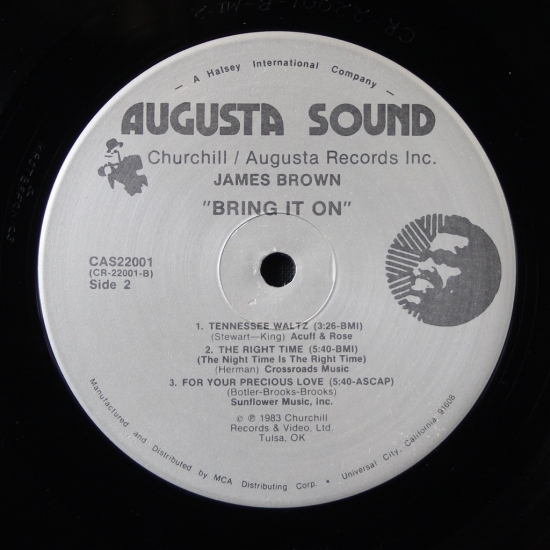 — A Halsey International Company —
AUGUSTA SOUND
Churchill / Augusta Records Inc.
JAMES BROWN
"BRING IT ON"
CAS22001
(CR-22001-B)
Side 2
1. TENNESSEE WALTZ (3:26-BMI)
(Stewart—King) Acuff & Rose
2. THE RIGHT TIME (5:40-BMI)
(The Night Time Is The Right Time)
(Herman) Crossroads Music
3. FOR YOUR PRECIOUS LOVE (5:40-ASCAP)
(Botler-Brooks-Brooks)
Sunflower Music, Inc.
© ℗ 1983 Churchill
Records & Video, Ltd.
Tulsa, OK
Manufactured and Distributed by MCA Distributing Corp. • Universal City, California 91608